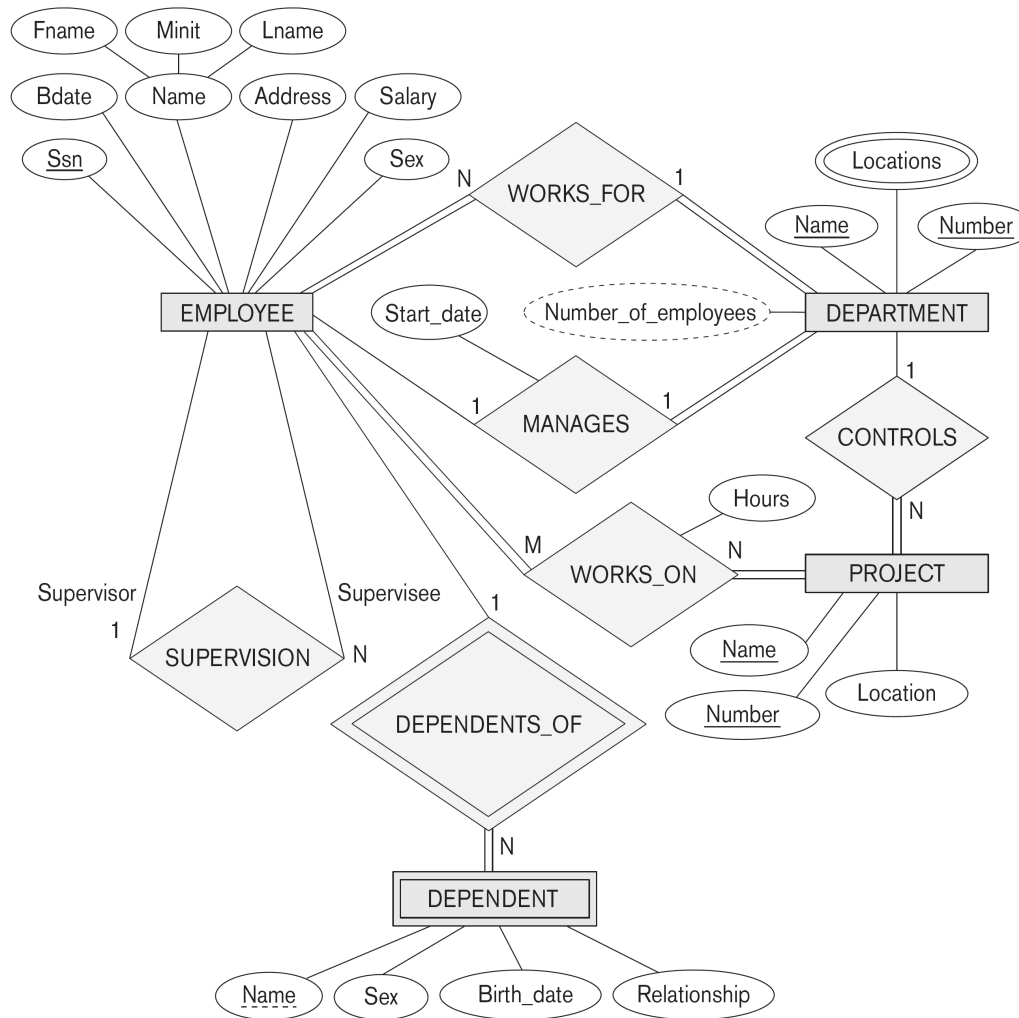 Fname
Minit
Lname
Bdate
Name
Address
Salary
Ssn
Sex
N
WORKS_FOR
1
Locations
Name
Number
EMPLOYEE
Start_date
Number_of_employees
DEPARTMENT
1
MANAGES
1
1
CONTROLS
N
Hours
M
WORKS_ON
N
PROJECT
Supervisor
1
SUPERVISION
Supervisee
N
1
Name
Number
Location
DEPENDENTS_OF
N
DEPENDENT
Name
Sex
Birth_date
Relationship